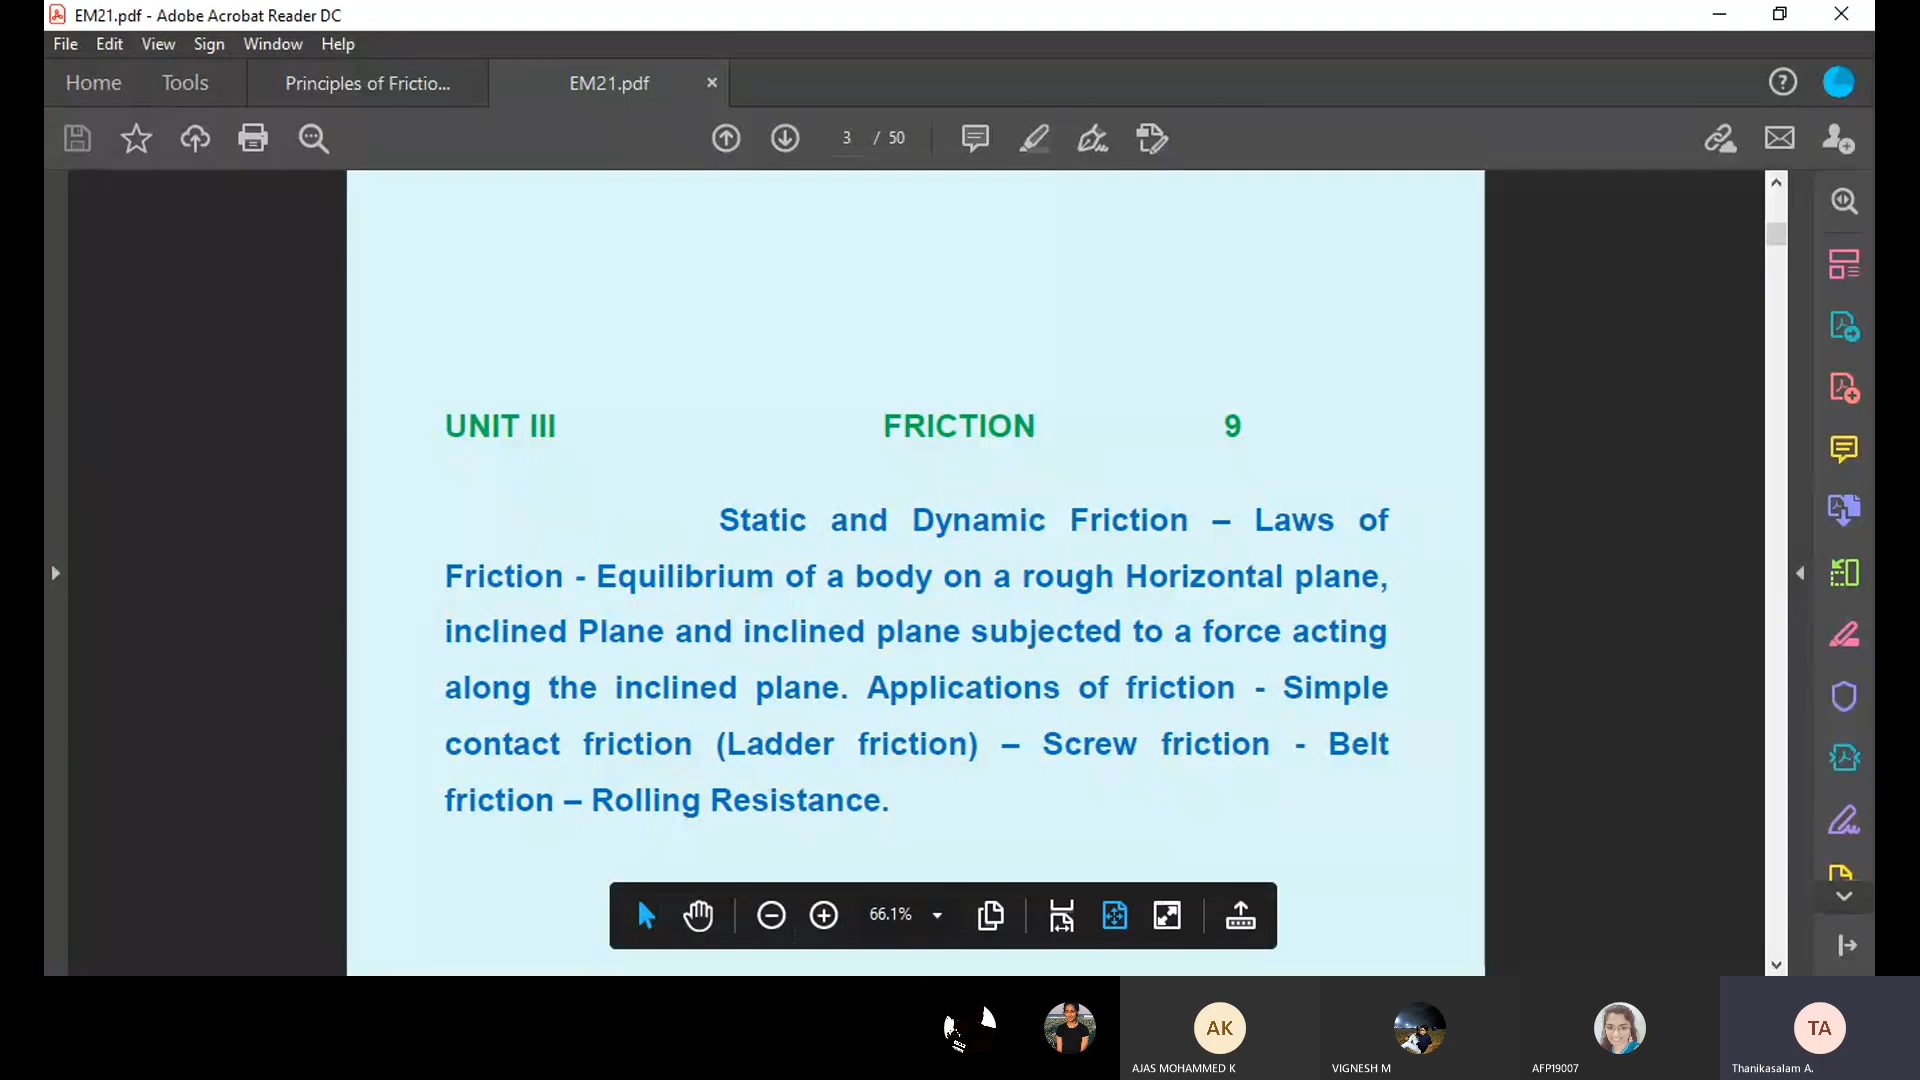 EM21.pdf - Adobe Acrobat Reader DC
File Edit View Sign Window Help
Home Tools Principles of Frictio... EM21.pdf
3 / 50
UNIT III FRICTION 9
Static and Dynamic Friction – Laws of
Friction - Equilibrium of a body on a rough Horizontal plane,
inclined Plane and inclined plane subjected to a force acting
along the inclined plane. Applications of friction - Simple
contact friction (Ladder friction) – Screw friction - Belt
friction – Rolling Resistance.
66.1%
AK
TA
AJAS MOHAMMED K VIGNESH M AFP19007 Thanikasalam A.